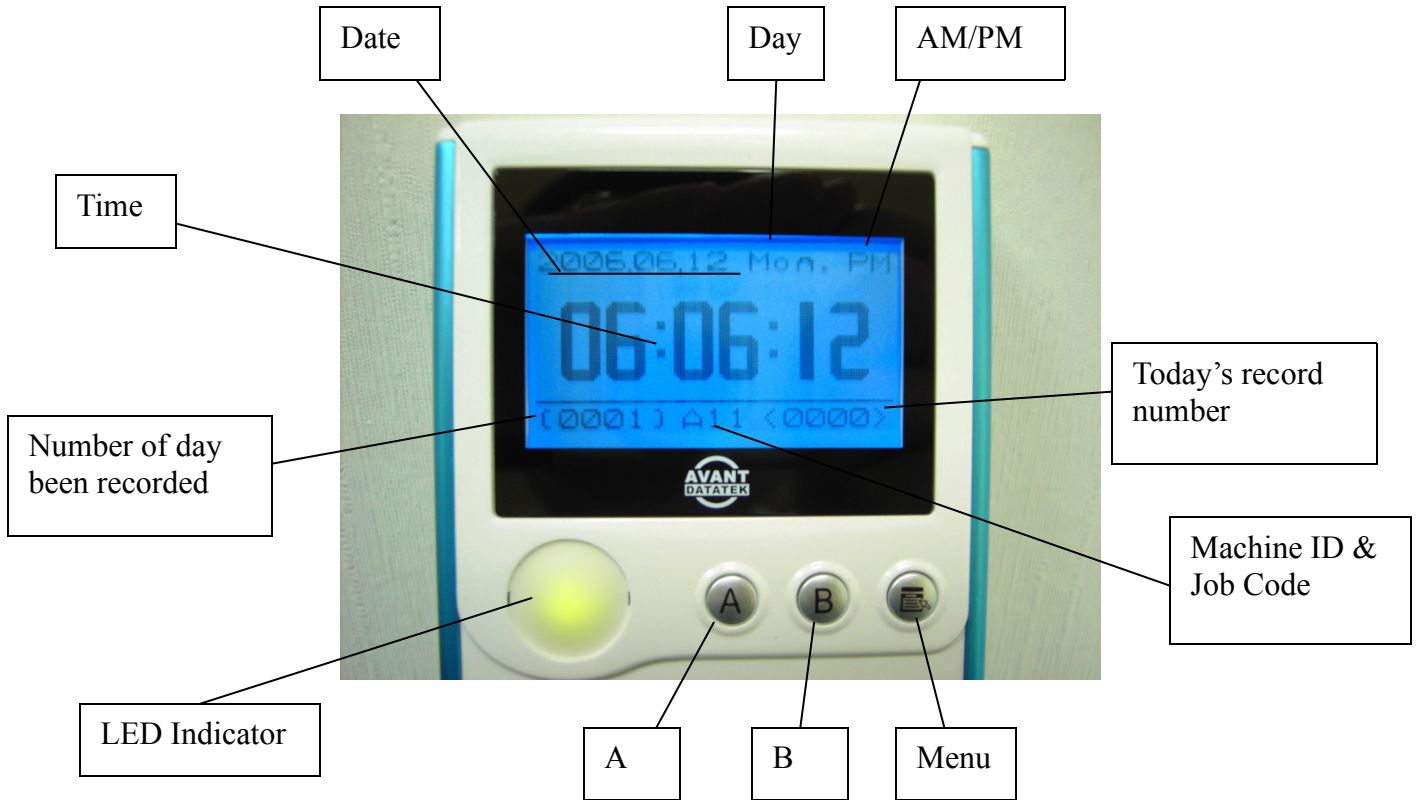 Date
Day
AM/PM
Time
2006.06.12 Mon. PM
06:06:12
(0001) A11 <0000>
Today’s record
number
Number of day
been recorded
AVANT
DATATEK
Machine ID &
Job Code
A B
LED Indicator
A
B
Menu